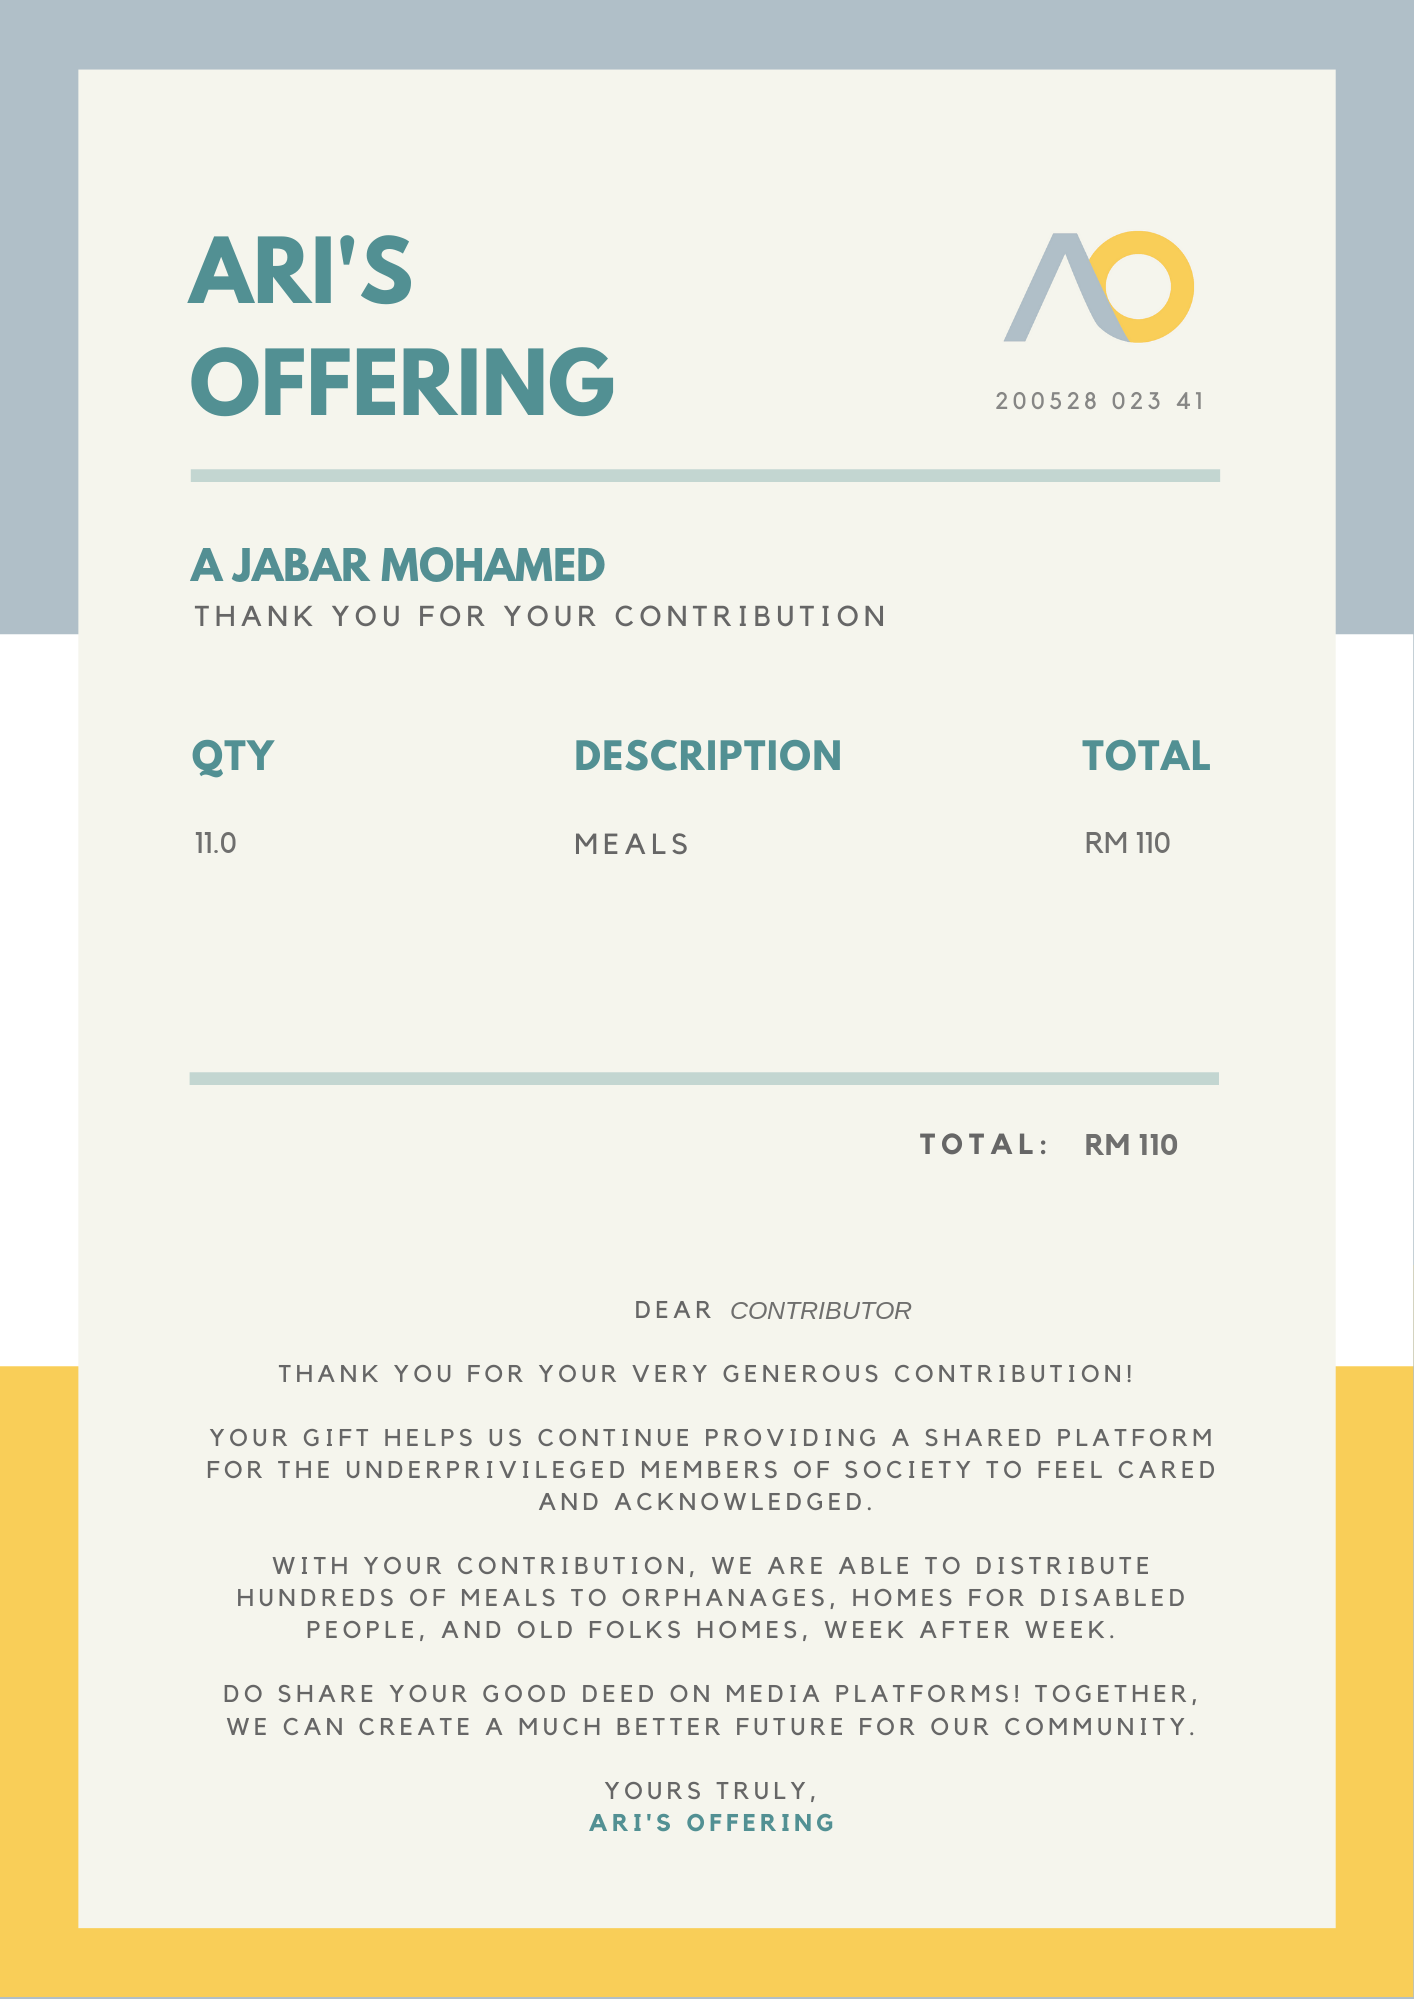 ARI'S
OFFERING
200528 023 41
A JABAR MOHAMED
THANK YOU FOR YOUR CONTRIBUTION
QTY DESCRIPTION TOTAL
11.0 MEALS RM 110
TOTAL: RM 110
DEAR CONTRIBUTOR
THANK YOU FOR YOUR VERY GENEROUS CONTRIBUTION!
YOUR GIFT HELPS US CONTINUE PROVIDING A SHARED PLATFORM
FOR THE UNDERPRIVILEGED MEMBERS OF SOCIETY TO FEEL CARED
AND ACKNOWLEDGED.
WITH YOUR CONTRIBUTION, WE ARE ABLE TO DISTRIBUTE
HUNDREDS OF MEALS TO ORPHANAGES, HOMES FOR DISABLED
PEOPLE, AND OLD FOLKS HOMES, WEEK AFTER WEEK.
DO SHARE YOUR GOOD DEED ON MEDIA PLATFORMS! TOGETHER,
WE CAN CREATE A MUCH BETTER FUTURE FOR OUR COMMUNITY.
YOURS TRULY,
ARI'S OFFERING